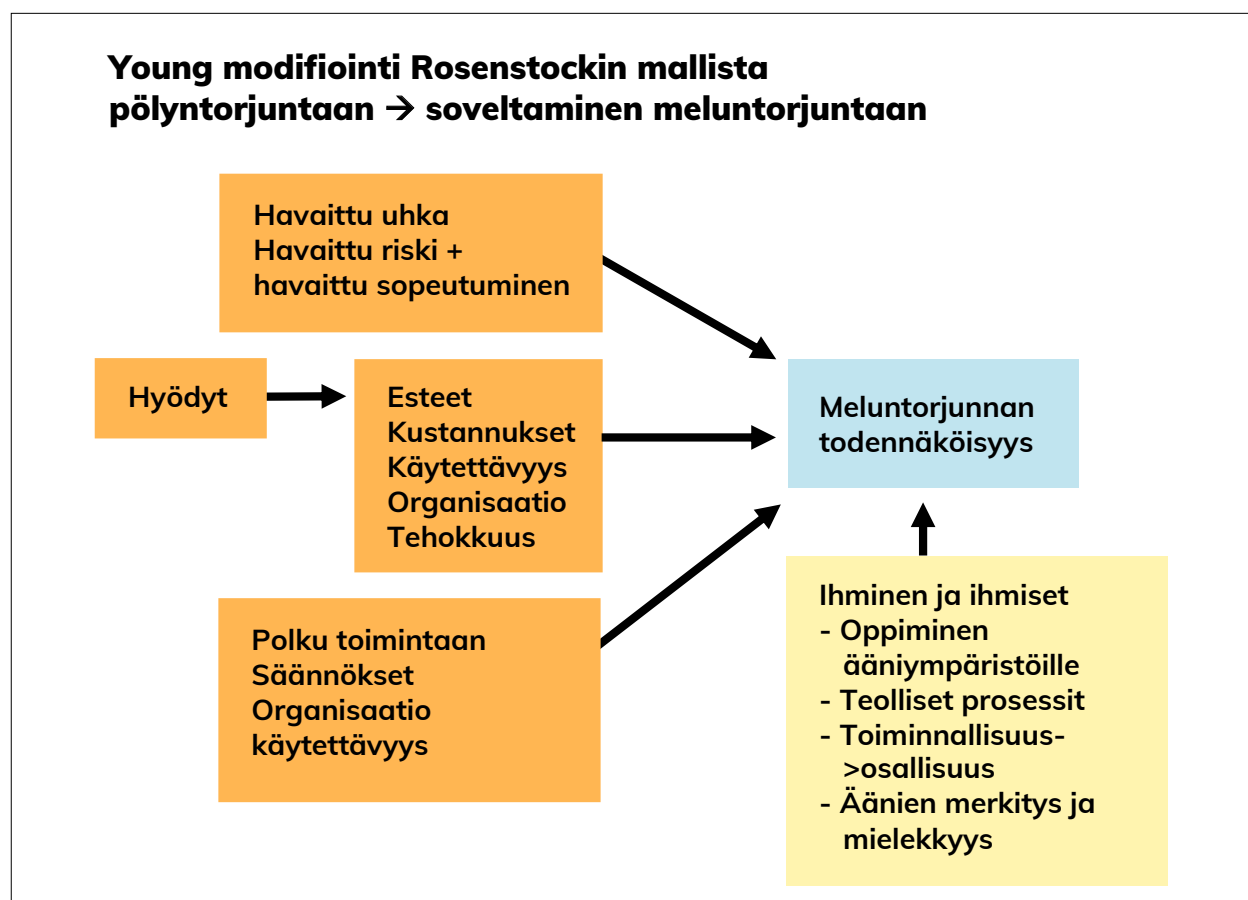 Young modifiointi Rosenstockin mallista
pölyntorjuntaan → soveltaminen meluntorjuntaan
Havaittu uhka
Havaittu riski +
havaittu sopeutuminen
Hyödyt
Esteet
Kustannukset
Käytettävyys
Organisaatio
Tehokkuus
Meluntorjunnan
todennäköisyys
Polku toimintaan
Säännökset
Organisaatio
käytettävyys
Ihminen ja ihmiset
- Oppiminen
ääniympäristöille
- Teolliset prosessit
- Toiminnallisuus-
>osallisuus
- Äänien merkitys ja
mielekkyys